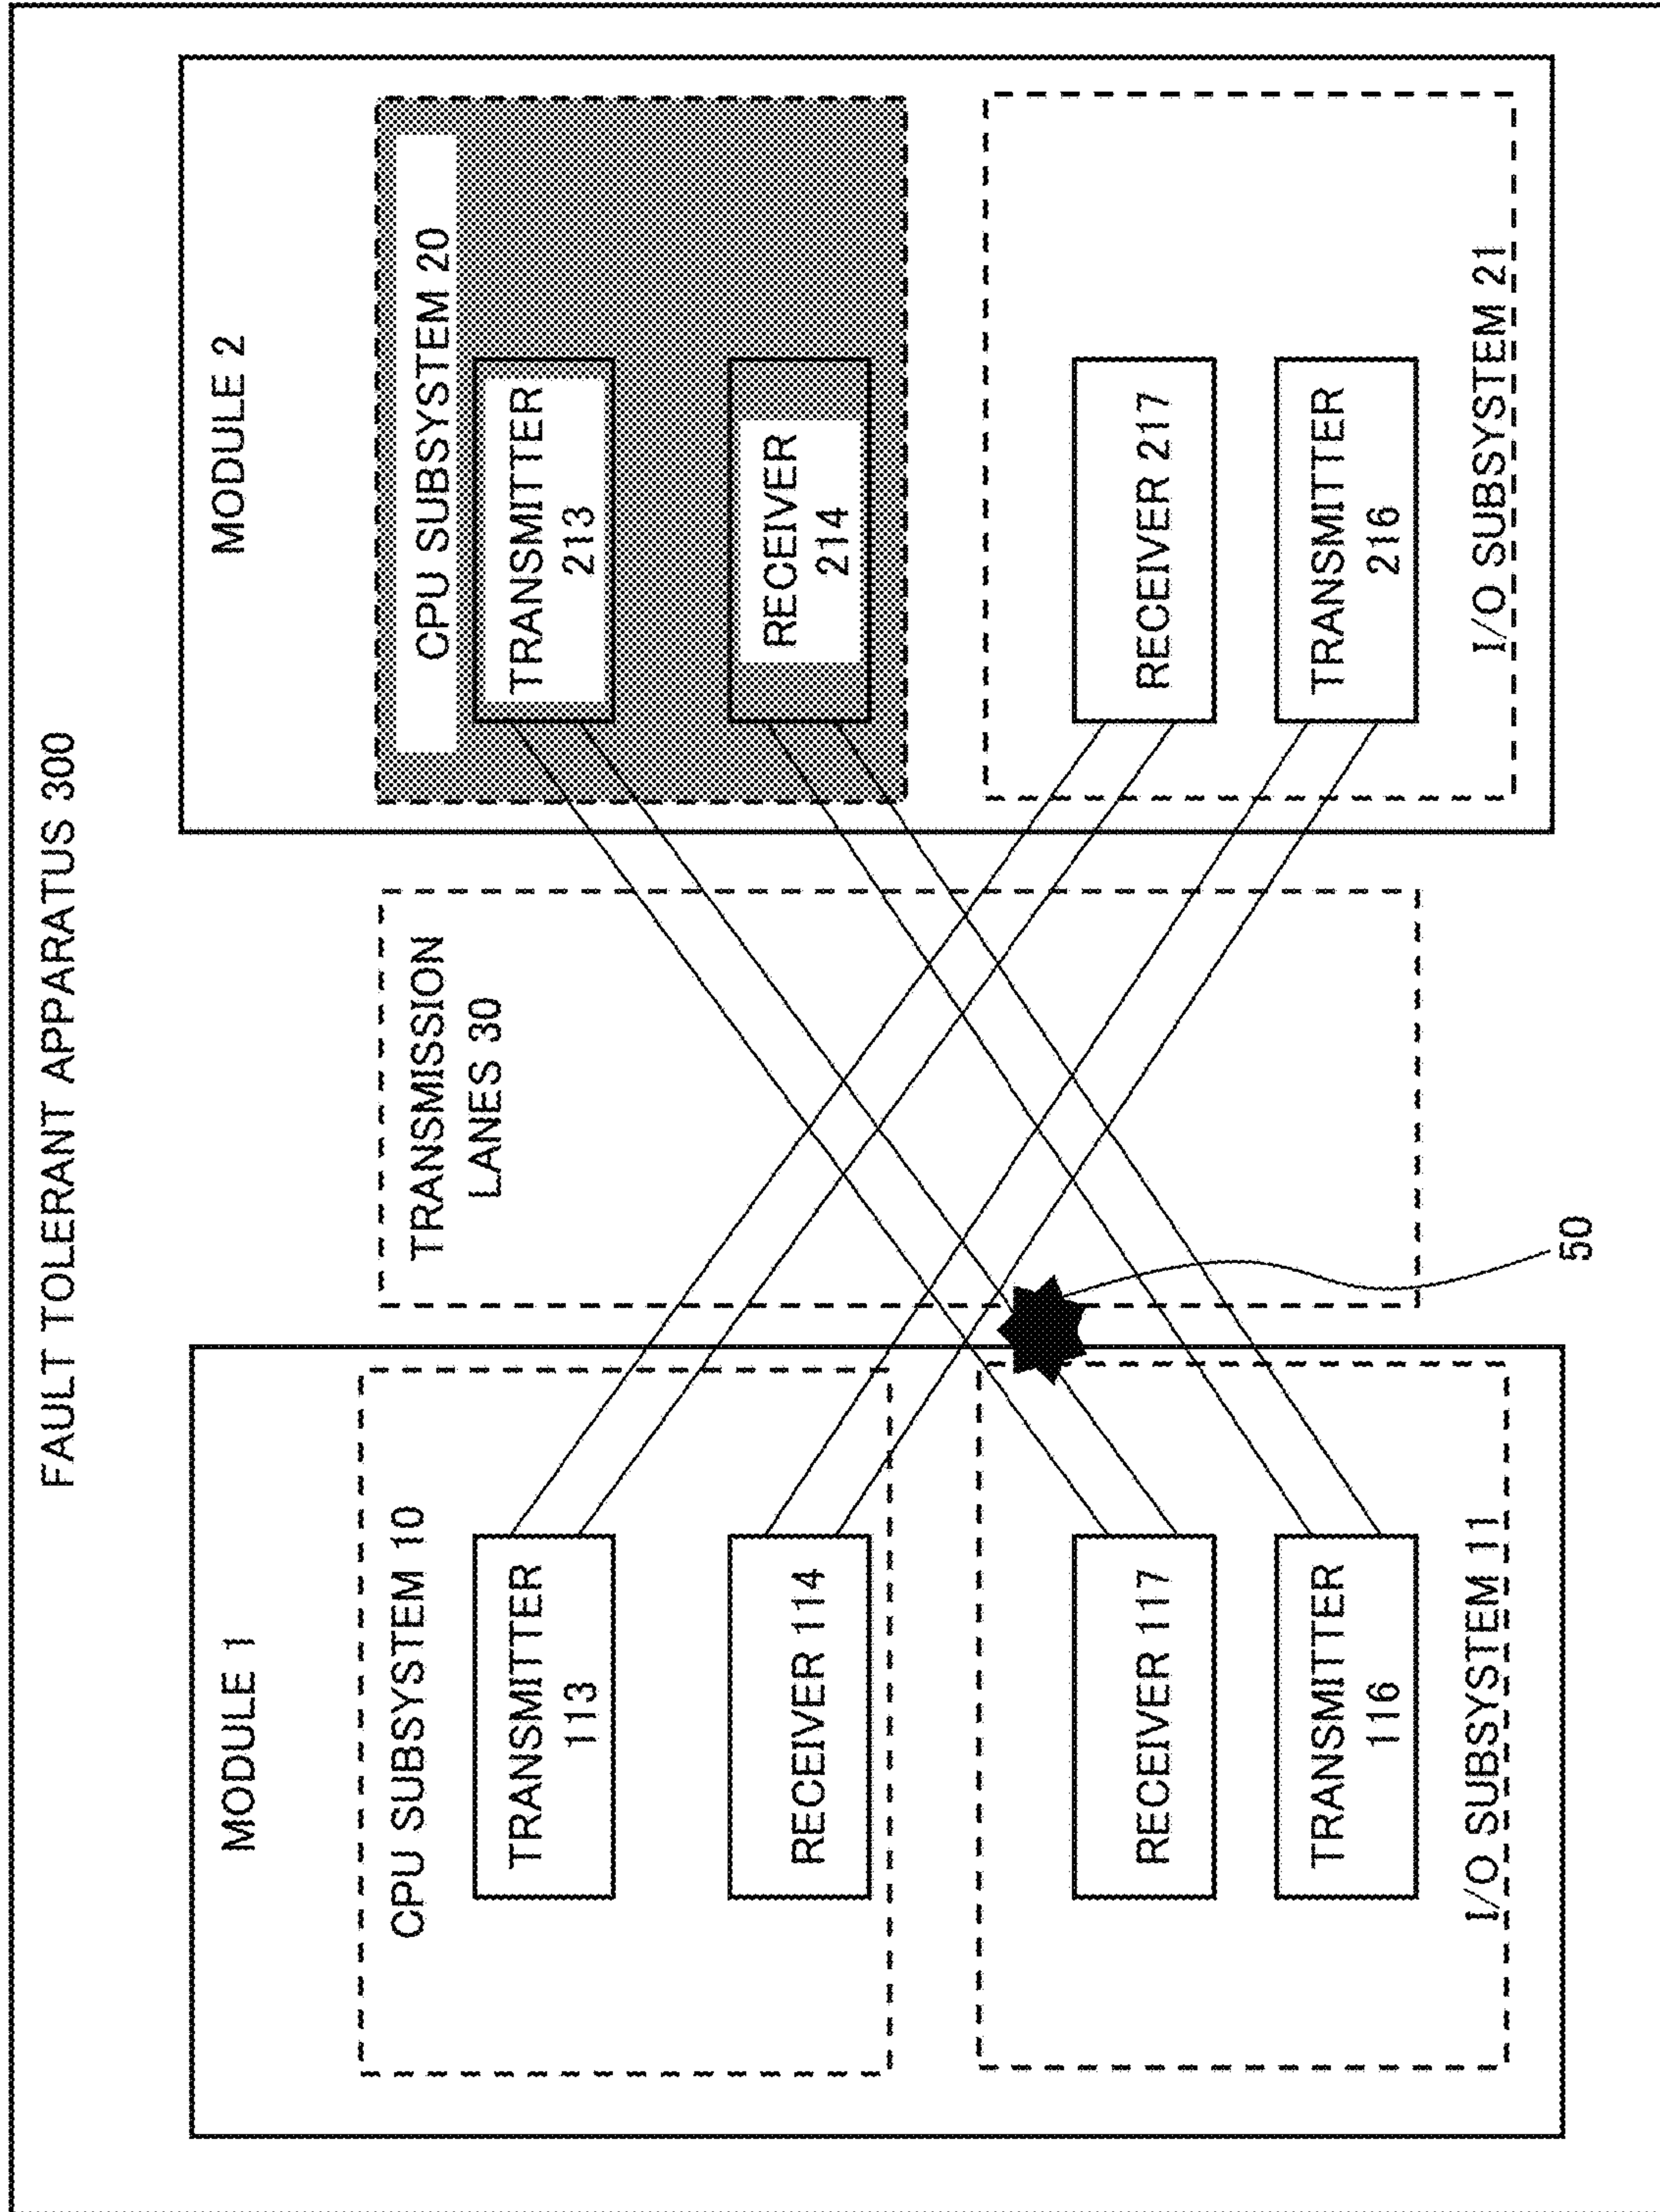 FAULT TOLERANT APPARATUS 300
MODULE 1
CPU SUBSYSTEM 10
TRANSMITTER
113
RECEIVER 114
RECEIVER 117
TRANSMITTER
116
I/O SUBSYSTEM 11
TRANSMISSION
LANES 30
50
MODULE 2
CPU SUBSYSTEM 20
TRANSMITTER
213
RECEIVER
214
RECEIVER 217
TRANSMITTER
216
I/O SUBSYSTEM 21